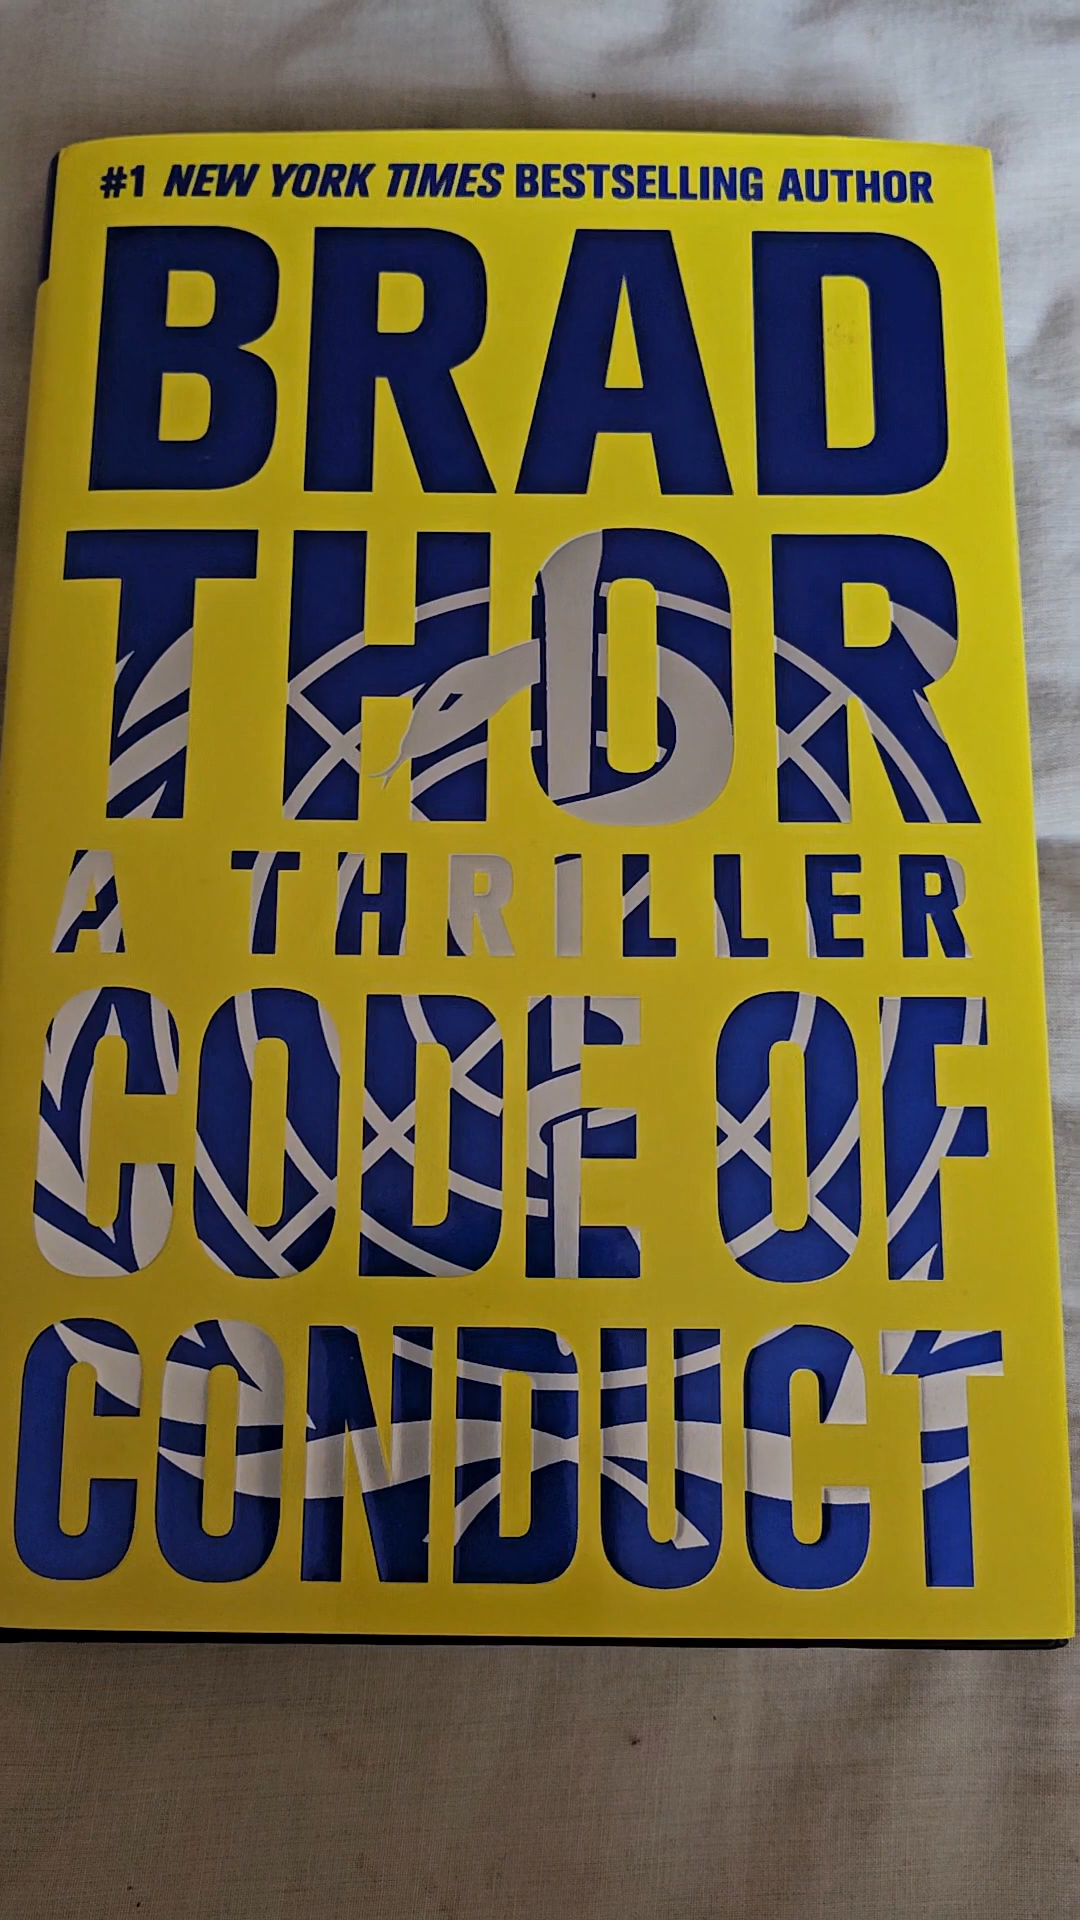 #1 NEW YORK TIMES BESTSELLING AUTHOR
BRAD
THOR
A THRILLER
CODE OF
CONDUCT